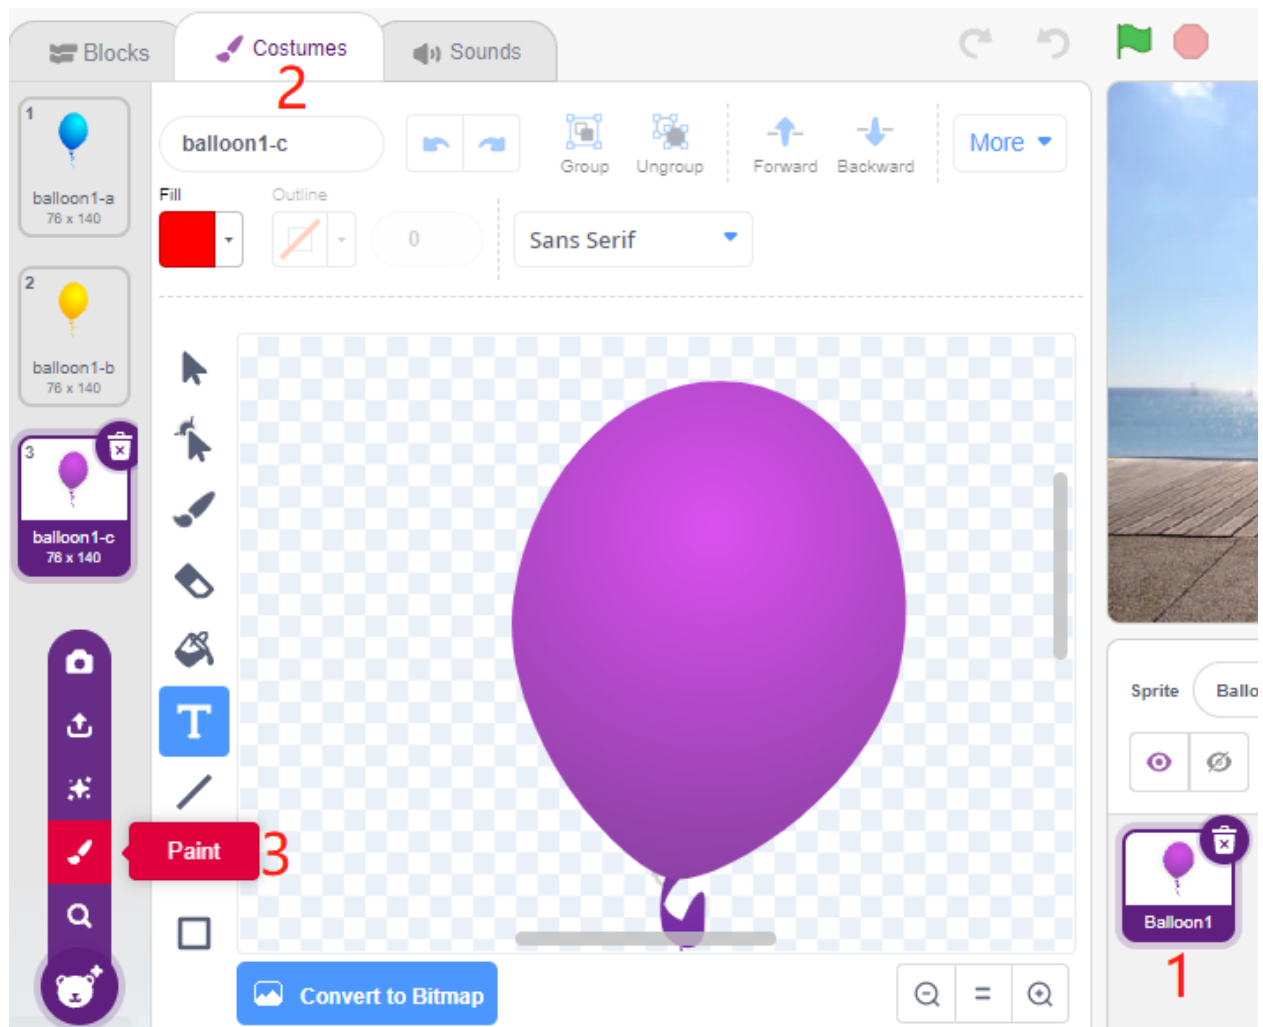 Blocks
Costumes
Sounds
2
1
balloon1-a
76 x 140
2
balloon1-b
76 x 140
3
balloon1-c
76 x 140
balloon1-c
Group
Ungroup
Forward
Backward
More
Fill
Outline
0
Sans Serif
T
Paint
3
Convert to Bitmap
Sprite
Ballo
Balloon1
1